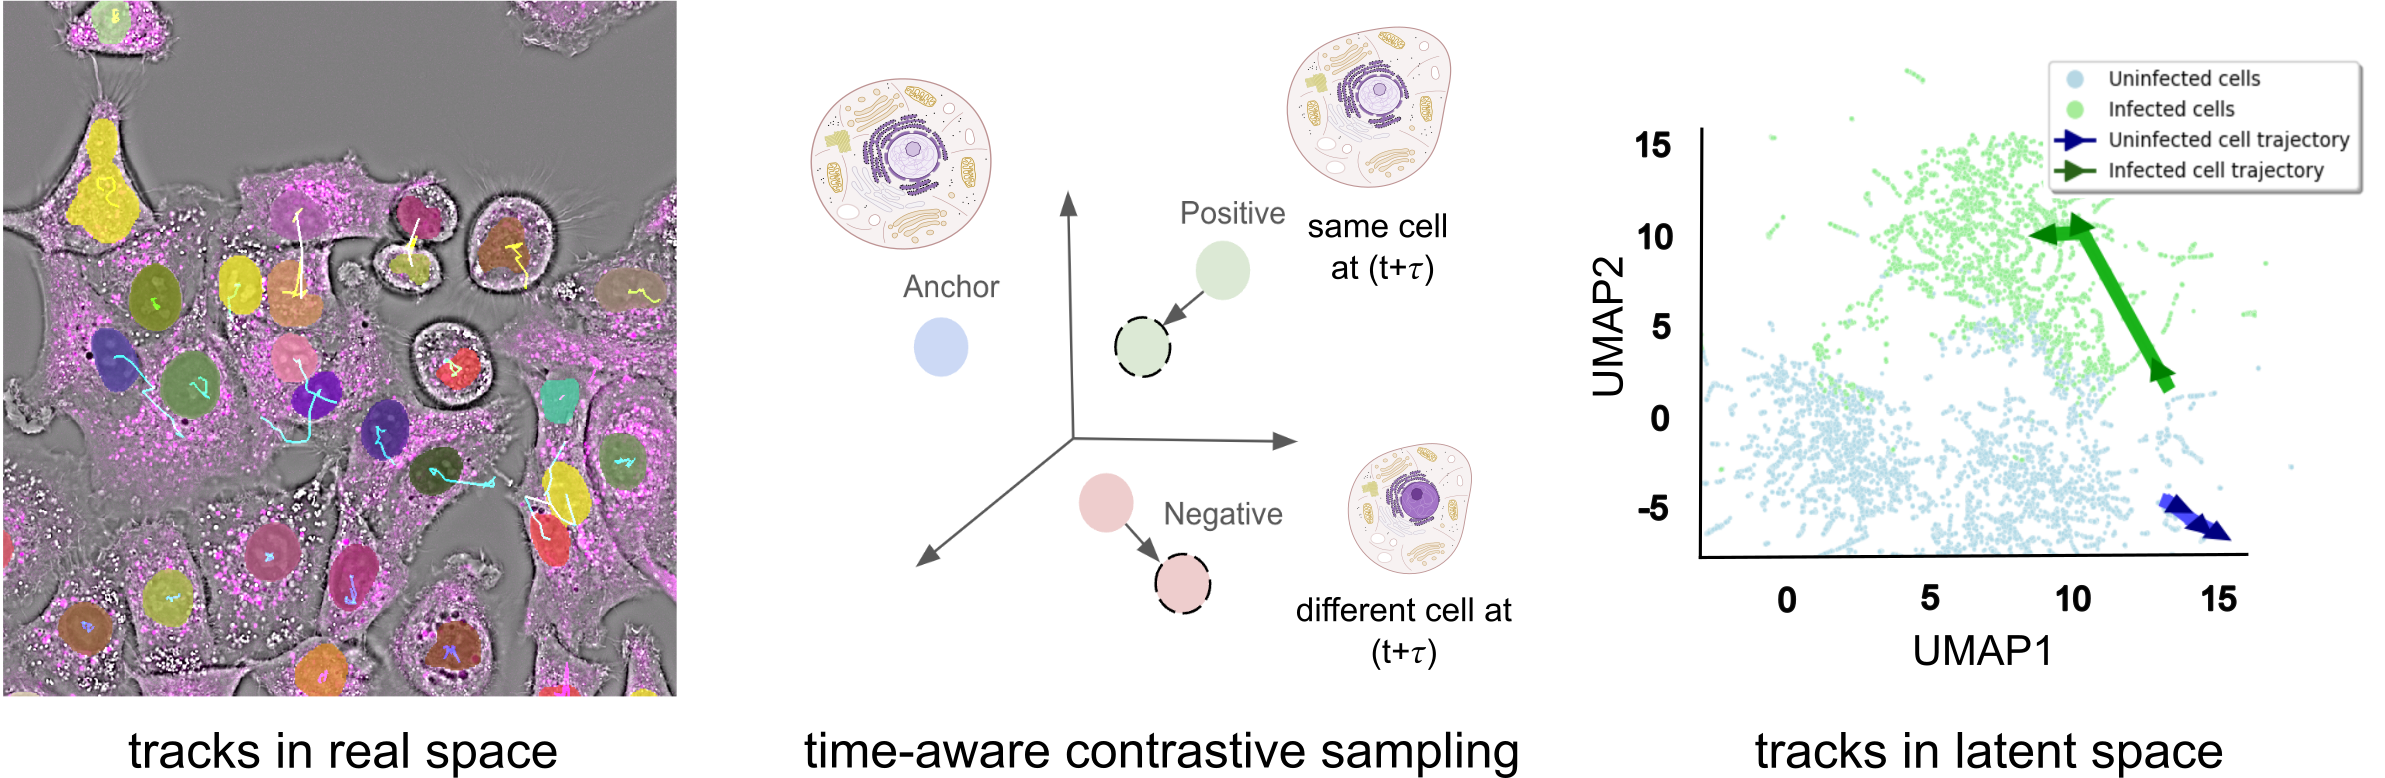 Anchor
Positive
same cell
at (t+τ)
Negative
different cell at
(t+τ)
Uninfected cells
Infected cells
Uninfected cell trajectory
Infected cell trajectory
UMAP2
15
10
5
0
-5
0 5 10 15
UMAP1
tracks in real space
time-aware contrastive sampling
tracks in latent space